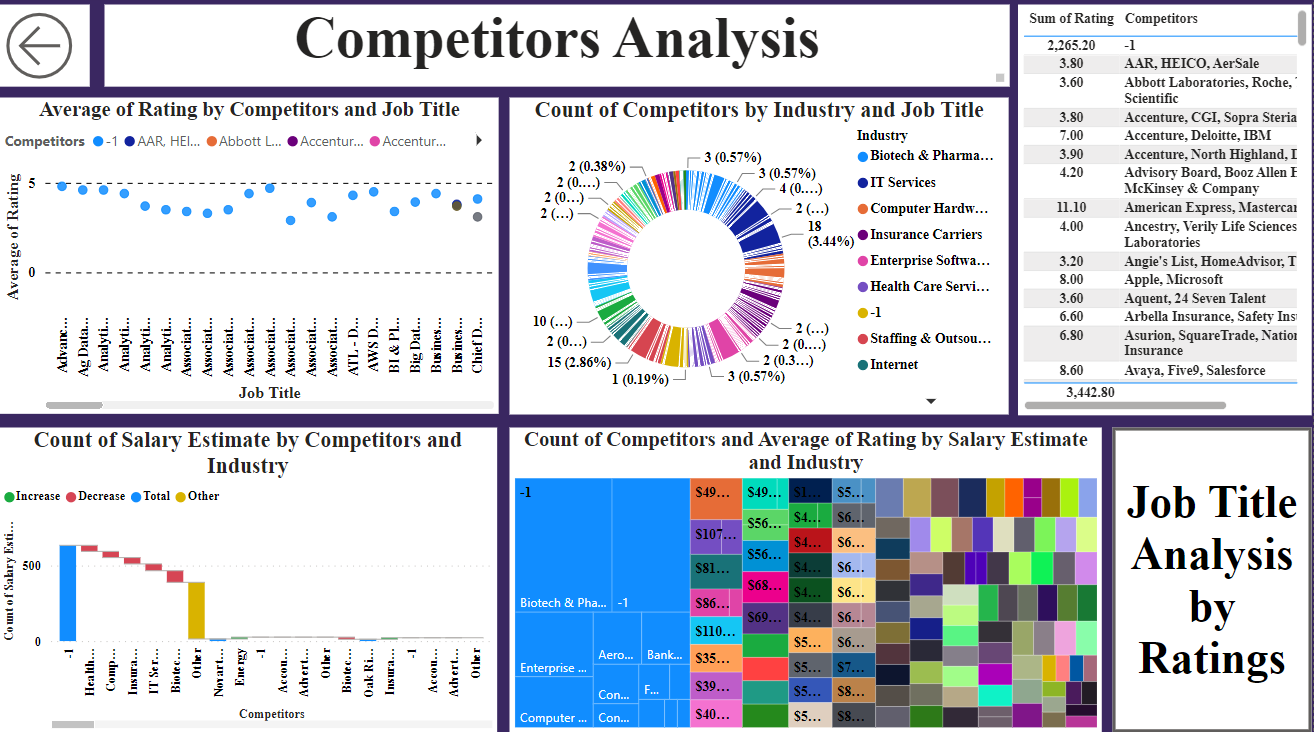 Competitors Analysis
Sum of Rating Competitors
2,265.20 -1
3.80 AAR, HEICO, AerSale
3.60 Abbott Laboratories, Roche,
Scientific
3.80 Accenture, CGI, Sopra Steria
7.00 Accenture, Deloitte, IBM
3.90 Accenture, North Highland,
4.20 Advisory Board, Booz Allen
McKinsey & Company
11.10 American Express, Mastercar
4.00 Ancestry, Verily Life Sciences
Laboratories
3.20 Angie's List, HomeAdvisor, T
8.00 Apple, Microsoft
3.60 Aquent, 24 Seven Talent
6.60 Arbella Insurance, Safety Ins
6.80 Asurion, SquareTrade, Nation
Insurance
8.60 Avaya, Five9, Salesforce
3,442.80
Average of Rating by Competitors and Job Title
Competitors -1 AAR, HEI... Abbott L... Accentur... Accentur...
Average of Rating
5
0
Advanc...
Ag Data...
Analyti...
Analyti...
Analyti...
Analyti...
Associat...
Associat...
Associat...
Associat...
Associat...
Associat...
Associat...
Associat...
ATL - D...
AWS D...
BI & Pl...
Big Dat...
Busines...
Busines...
Chief D...
Job Title
Count of Competitors by Industry and Job Title
2 (0.38%)
2 (0....)
2 (0...)
2 (...)
10 (...)
2 (0...)
15 (2.86%)
1 (0.19%)
3 (0.57%)
3 (0.57%)
4 (0....)
2 (...)
18
(3.44%)
2 (...)
2 (0....)
2 (0.3...)
3 (0.57%)
Industry
Biotech & Pharma...
IT Services
Computer Hardw...
Insurance Carriers
Enterprise Softwa...
Health Care Servi...
-1
Staffing & Outsou...
Internet
Count of Salary Estimate by Competitors and
Industry
Increase Decrease Total Other
Count of Salary Esti...
500
0
-1
Health...
Comp...
Insura...
IT Ser...
Biotec...
Other
Novart...
Energy
-1
Accou...
Advert...
Other
Biotec...
Oak Ri...
Insura...
-1
Accou...
Advert...
Other
Competitors
Count of Competitors and Average of Rating by Salary Estimate
and Industry
-1
Biotech & Pha...
-1
Enterprise ...
Computer ...
Aero...
Bank...
Con...
F...
Con...
$49...
$107...
$81...
$86...
$110...
$35...
$39...
$40...
$49...
$56...
$56...
$68...
$69...
$1...
$4...
$4...
$4...
$4...
$4...
$5...
$5...
$5...
$5...
$5...
$6...
$6...
$6...
$6...
$6...
$6...
$7...
$8...
$8...
Job Title
Analysis
by
Ratings